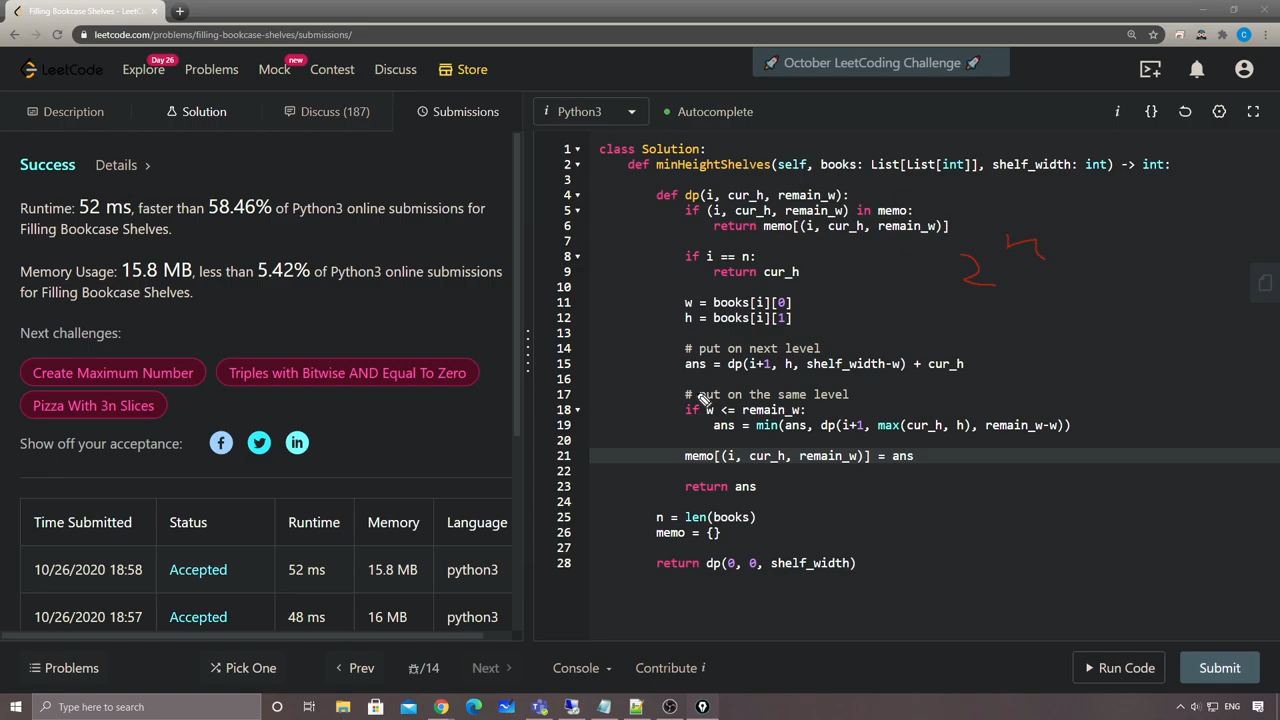 Filling Bookcase Shelves - LeetC
leetcode.com/problems/filling-bookcase-shelves/submissions/
LeetCode
Explore
Day 26
Problems
Mock
new
Contest
Discuss
Store
🚀 October LeetCoding Challenge 🚀
Description
Solution
Discuss (187)
Submissions
i Python3
Autocomplete
Success
Details
Runtime: 52 ms, faster than 58.46% of Python3 online submissions for
Filling Bookcase Shelves.
Memory Usage: 15.8 MB, less than 5.42% of Python3 online submissions
for Filling Bookcase Shelves.
Next challenges:
Create Maximum Number
Triples with Bitwise AND Equal To Zero
Pizza With 3n Slices
Show off your acceptance:
Time Submitted Status Runtime Memory Language
10/26/2020 18:58 Accepted 52 ms 15.8 MB python3
10/26/2020 18:57 Accepted 48 ms 16 MB python3
1 class Solution:
2 def minHeightShelves(self, books: List[List[int]], shelf_width: int) -> int:
3
4 def dp(i, cur_h, remain_w):
5 if (i, cur_h, remain_w) in memo:
6 return memo[(i, cur_h, remain_w)]
7
8 if i == n:
9 return cur_h
10
11 w = books[i][0]
12 h = books[i][1]
13
14 # put on next level
15 ans = dp(i+1, h, shelf_width-w) + cur_h
16
17 # put on the same level
18 if w <= remain_w:
19 ans = min(ans, dp(i+1, max(cur_h, h), remain_w-w))
20
21 memo[(i, cur_h, remain_w)] = ans
22
23 return ans
24
25 n = len(books)
26 memo = {}
27
28 return dp(0, 0, shelf_width)
2 n
Problems
Pick One
Prev
/14
Next
Console
Contribute i
Run Code
Submit
Type here to search
ENG